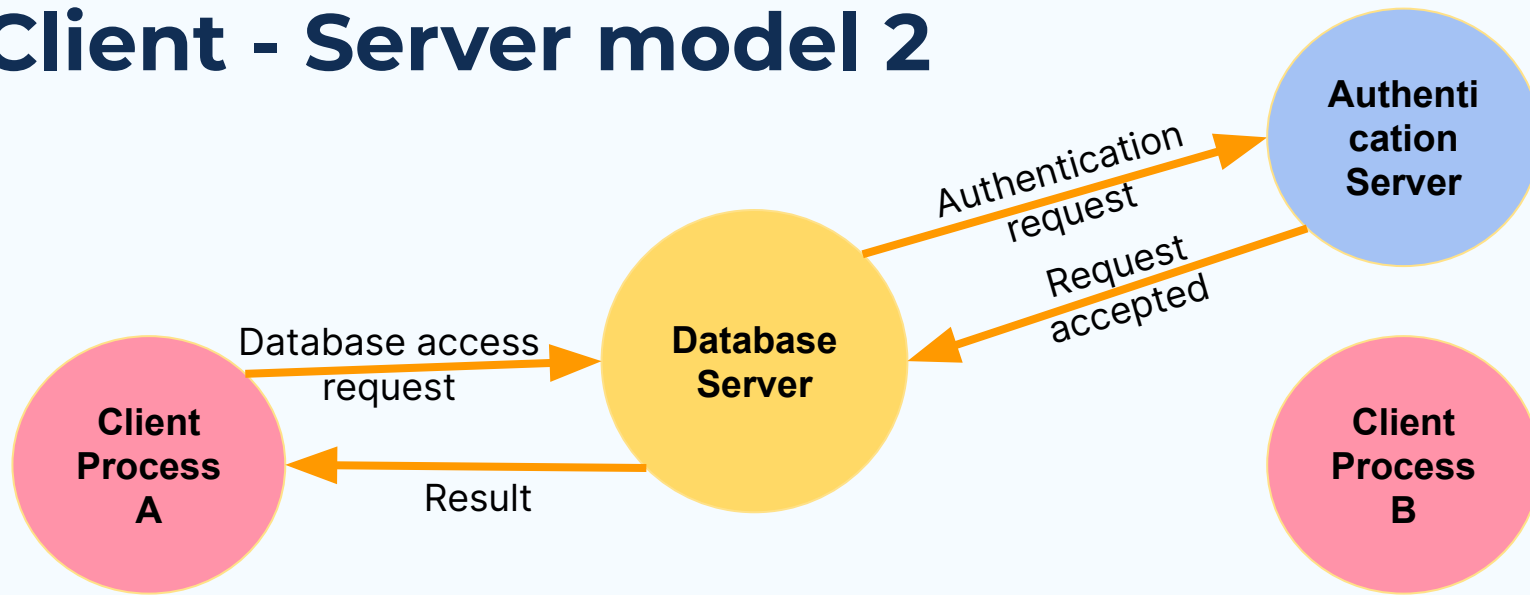 Client - Server model 2
Authenti
cation
Server
Authentication
request
Request
accepted
Database
Server
Database access
request
Result
Client
Process
A
Client
Process
B